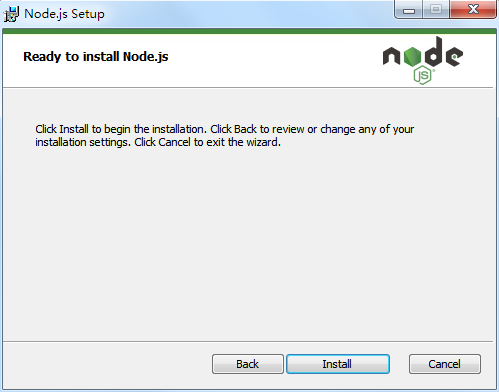 Node.js Setup
Ready to install Node.js
node
JS
Click Install to begin the installation. Click Back to review or change any of your
installation settings. Click Cancel to exit the wizard.
Back
Install
Cancel